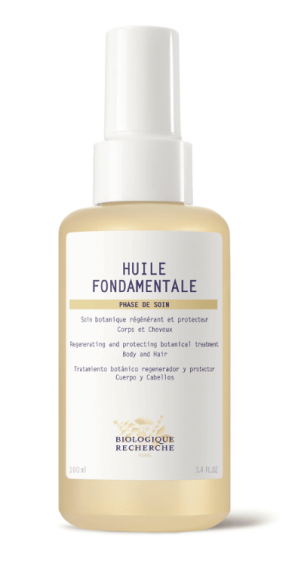 HUILE
FONDAMENTALE
PHASE DE SOIN
Soin botanique régénérant et protecteur
Corps et Cheveux
Regenerating and protecting botanical treatment
Body and Hair
Tratamiento botánico regenerador y protector
Cuerpo y Cabellos
BIOLOGIQUE
RECHERCHE
PARIS
100 ml 3,4 fl.oz